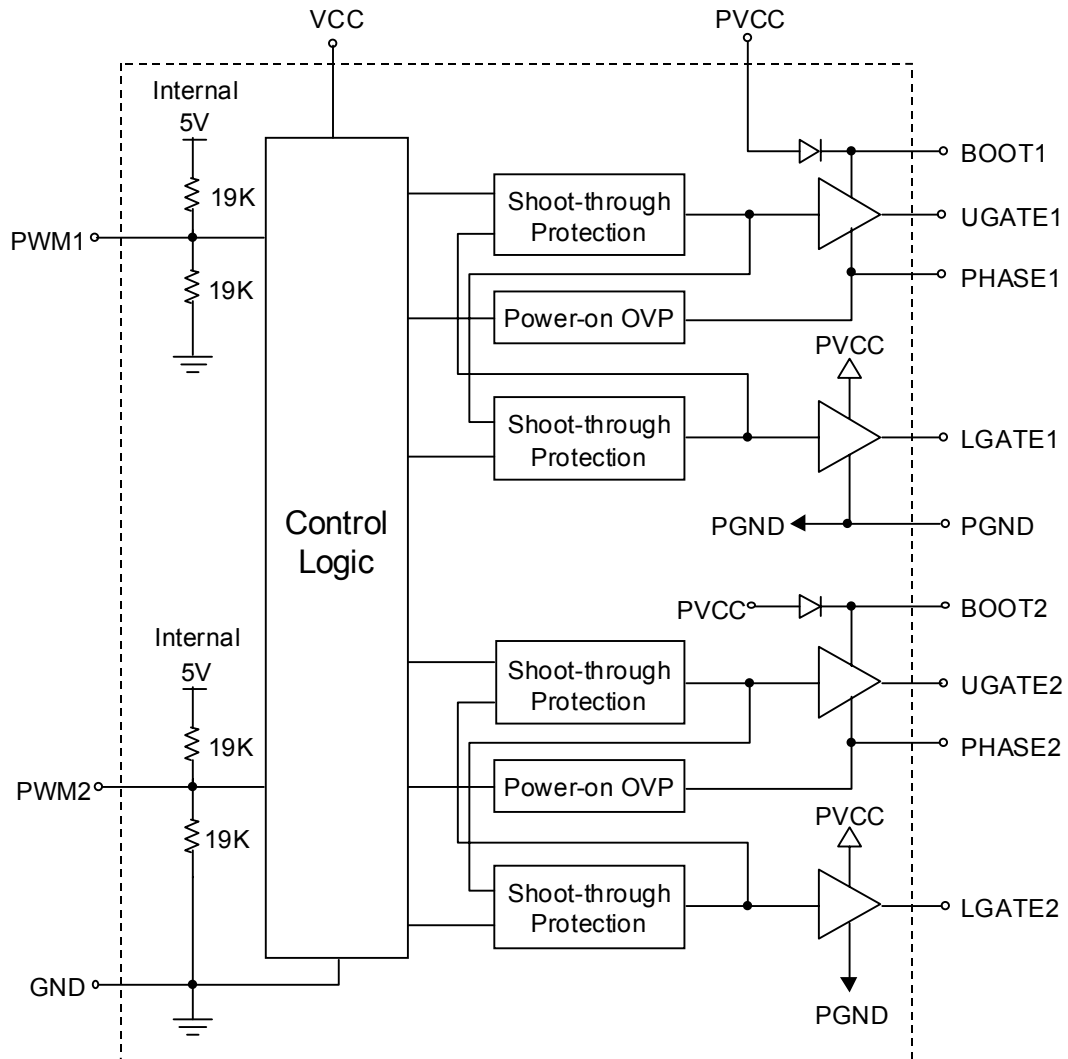 VCC
PVCC
Internal
5V
19K
PWM1
19K
Control
Logic
Shoot-through
Protection
BOOT1
UGATE1
PHASE1
Power-on OVP
PVCC
Shoot-through
Protection
LGATE1
PGND
PGND
PVCC
BOOT2
Internal
5V
19K
PWM2
19K
GND
Shoot-through
Protection
UGATE2
PHASE2
Power-on OVP
PVCC
Shoot-through
Protection
LGATE2
PGND